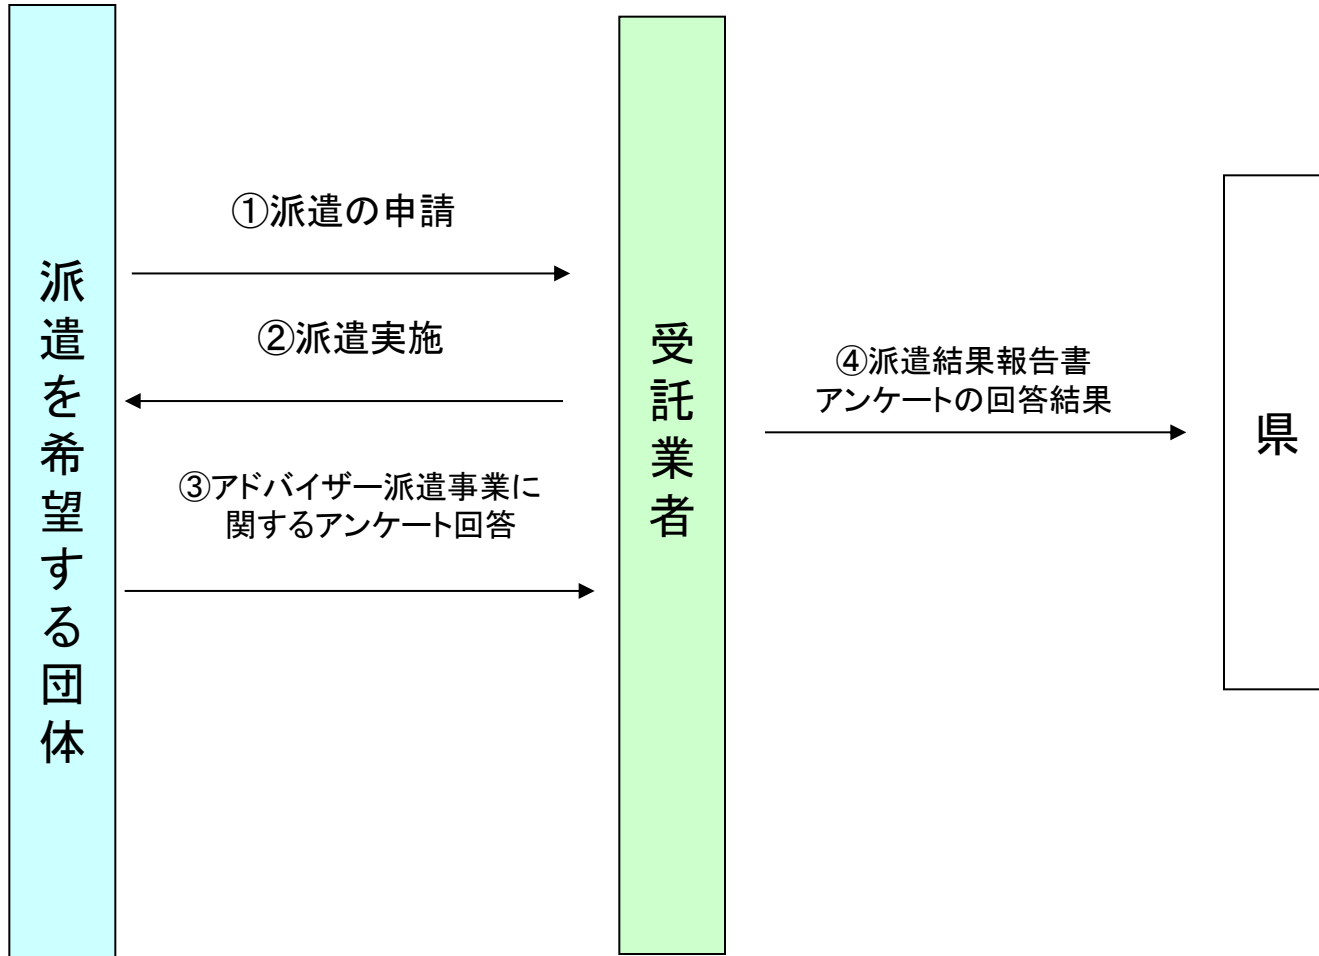 派遣を希望する団体
①派遣の申請
②派遣実施
③アドバイザー派遣事業に
関するアンケート回答
受託業者
④派遣結果報告書
アンケートの回答結果
県